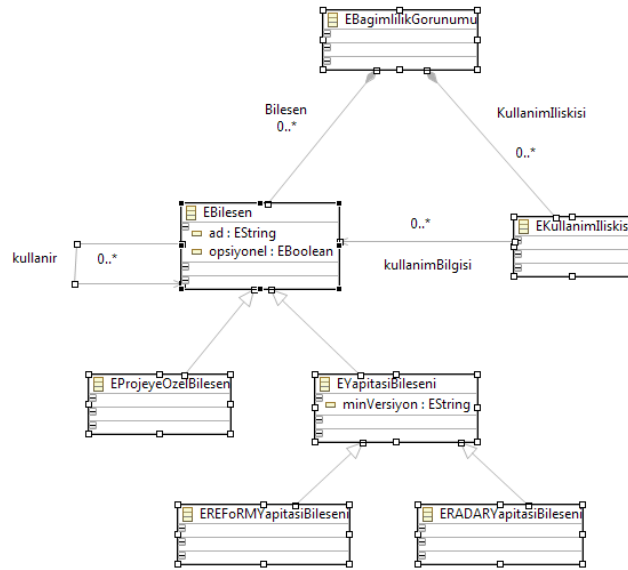 EBagimlilikGorunumu
Bilesen
0..*
KullanimIliskisi
0..*
EBilesen
ad : EString
opsiyonel : EBoolean
kullanir
0..*
0..*
kullanimBilgisi
EKullanimIliskis
EProjeyeOzelBilesen
EYapitasiBileseni
minVersiyon : EString
EREFoRMYapitasiBileseni
ERADARYapitasiBileseni